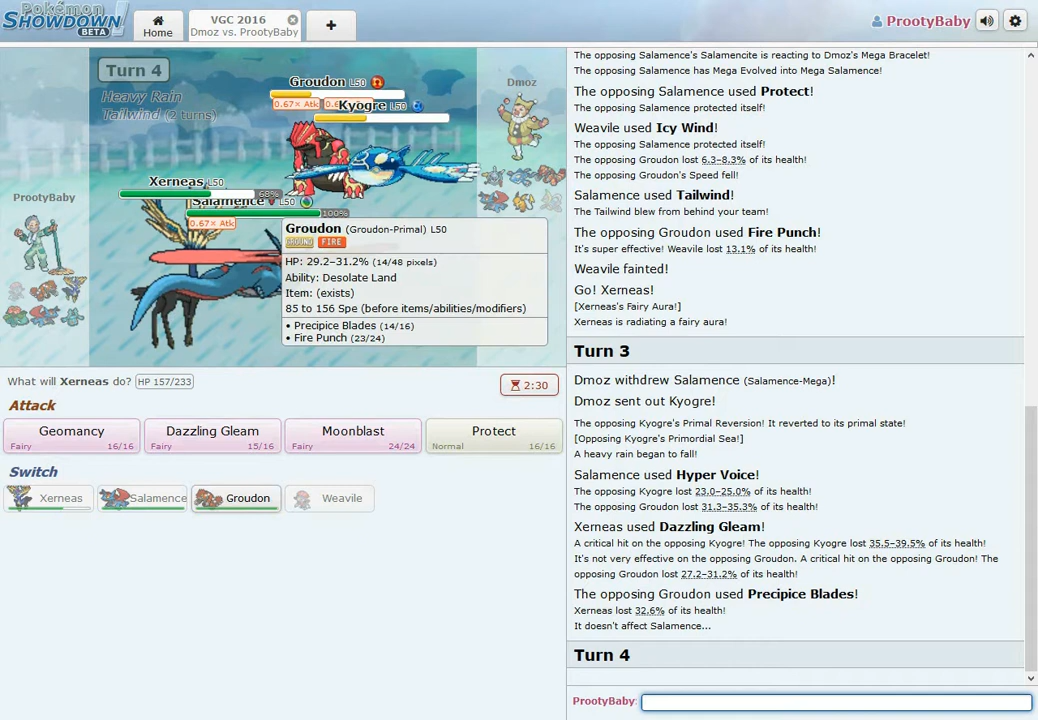 Pokémon
SHOWDOWN!
BETA
Home
VGC 2016
Dmoz vs. ProotyBaby
ProotyBaby
Turn 4
Heavy Rain
Tailwind (2 turns)
Groudon L50
0.67× Atk
Kyogre L50
Dmoz
ProotyBaby
Xerneas L50
68%
Salamence L50
100%
0.67× Atk
Groudon (Groudon-Primal) L50
GROUND FIRE
HP: 29.2–31.2% (14/48 pixels)
Ability: Desolate Land
Item: (exists)
85 to 156 Spe (before items/abilities/modifiers)
• Precipice Blades (14/16)
• Fire Punch (23/24)
What will Xerneas do? HP 157/233
2:30
Attack
Geomancy
Fairy 16/16
Dazzling Gleam
Fairy 15/16
Moonblast
Fairy 24/24
Protect
Normal 16/16
Switch
Xerneas
Salamence
Groudon
Weavile
The opposing Salamence's Salamencite is reacting to Dmoz's Mega Bracelet!
The opposing Salamence has Mega Evolved into Mega Salamence!
The opposing Salamence used Protect!
The opposing Salamence protected itself!
Weavile used Icy Wind!
The opposing Salamence protected itself!
The opposing Groudon lost 6.3–8.3% of its health!
The opposing Groudon's Speed fell!
Salamence used Tailwind!
The Tailwind blew from behind your team!
The opposing Groudon used Fire Punch!
It's super effective! Weavile lost 13.1% of its health!
Weavile fainted!
Go! Xerneas!
[Xerneas's Fairy Aura!]
Xerneas is radiating a fairy aura!
Turn 3
Dmoz withdrew Salamence (Salamence-Mega)!
Dmoz sent out Kyogre!
The opposing Kyogre's Primal Reversion! It reverted to its primal state!
[Opposing Kyogre's Primordial Sea!]
A heavy rain began to fall!
Salamence used Hyper Voice!
The opposing Kyogre lost 23.0–25.0% of its health!
The opposing Groudon lost 31.3–35.3% of its health!
Xerneas used Dazzling Gleam!
A critical hit on the opposing Kyogre! The opposing Kyogre lost 35.5–39.5% of its health!
It's not very effective on the opposing Groudon. A critical hit on the opposing Groudon! The
opposing Groudon lost 27.2–31.2% of its health!
The opposing Groudon used Precipice Blades!
Xerneas lost 32.6% of its health!
It doesn't affect Salamence...
Turn 4
ProotyBaby: